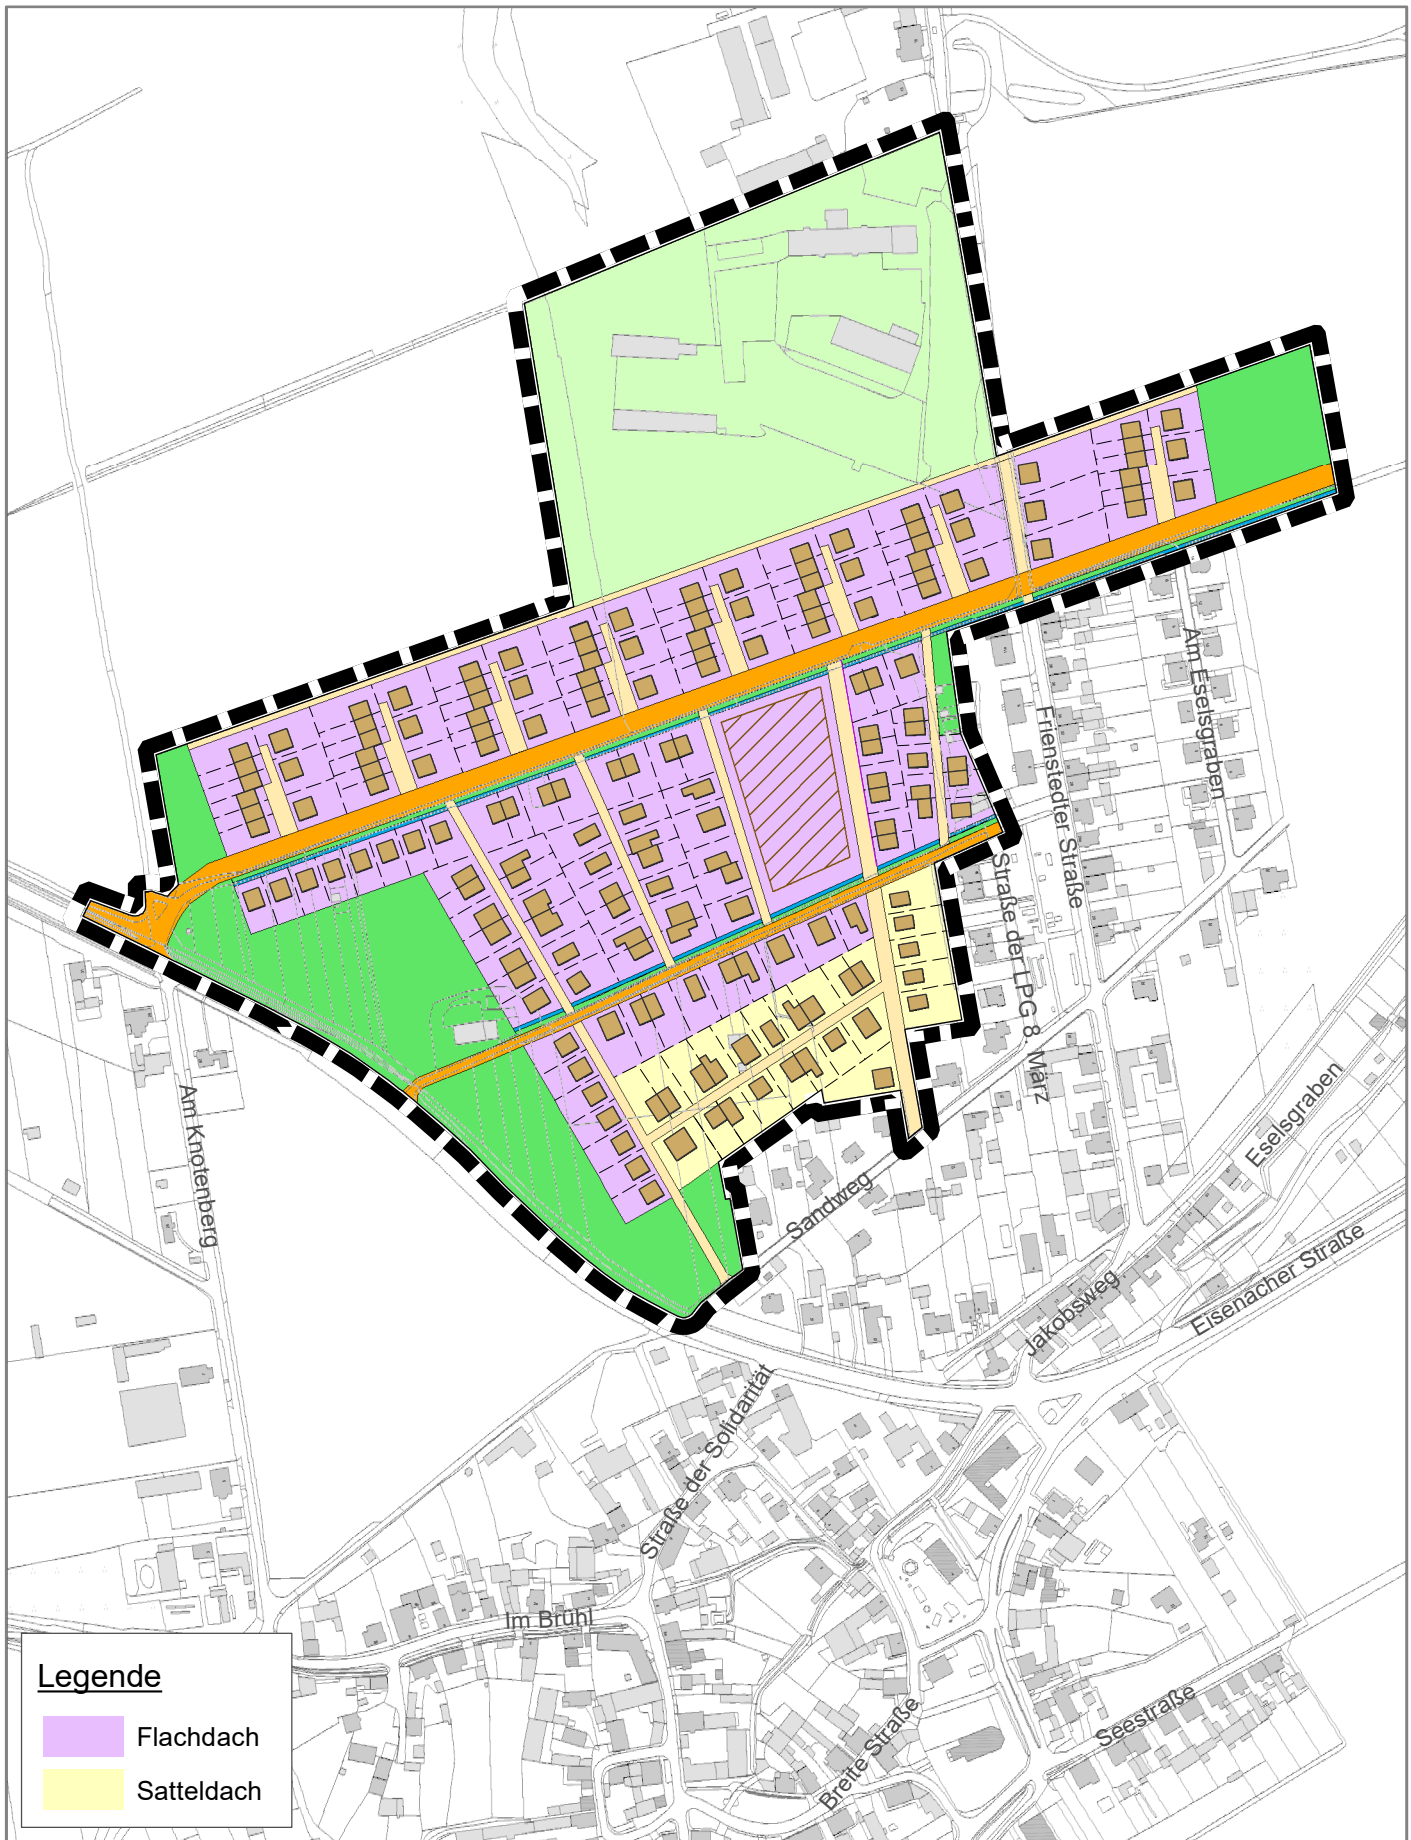 Am Eselsgraben
Frienstedter Straße
Straße der LPG 8. März
Am Knotenberg
Eselsgraben
Sandweg
Eisenacher Straße
Jakobsweg
Straße der Solidarität
Im Brühl
Seestraße
Breite Straße
Legende
Flachdach
Satteldach